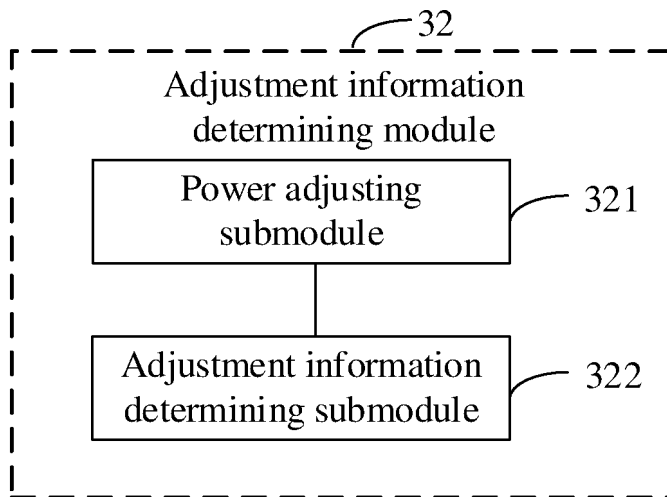 32
Adjustment information
determining module
Power adjusting
submodule
321
Adjustment information
determining submodule
322